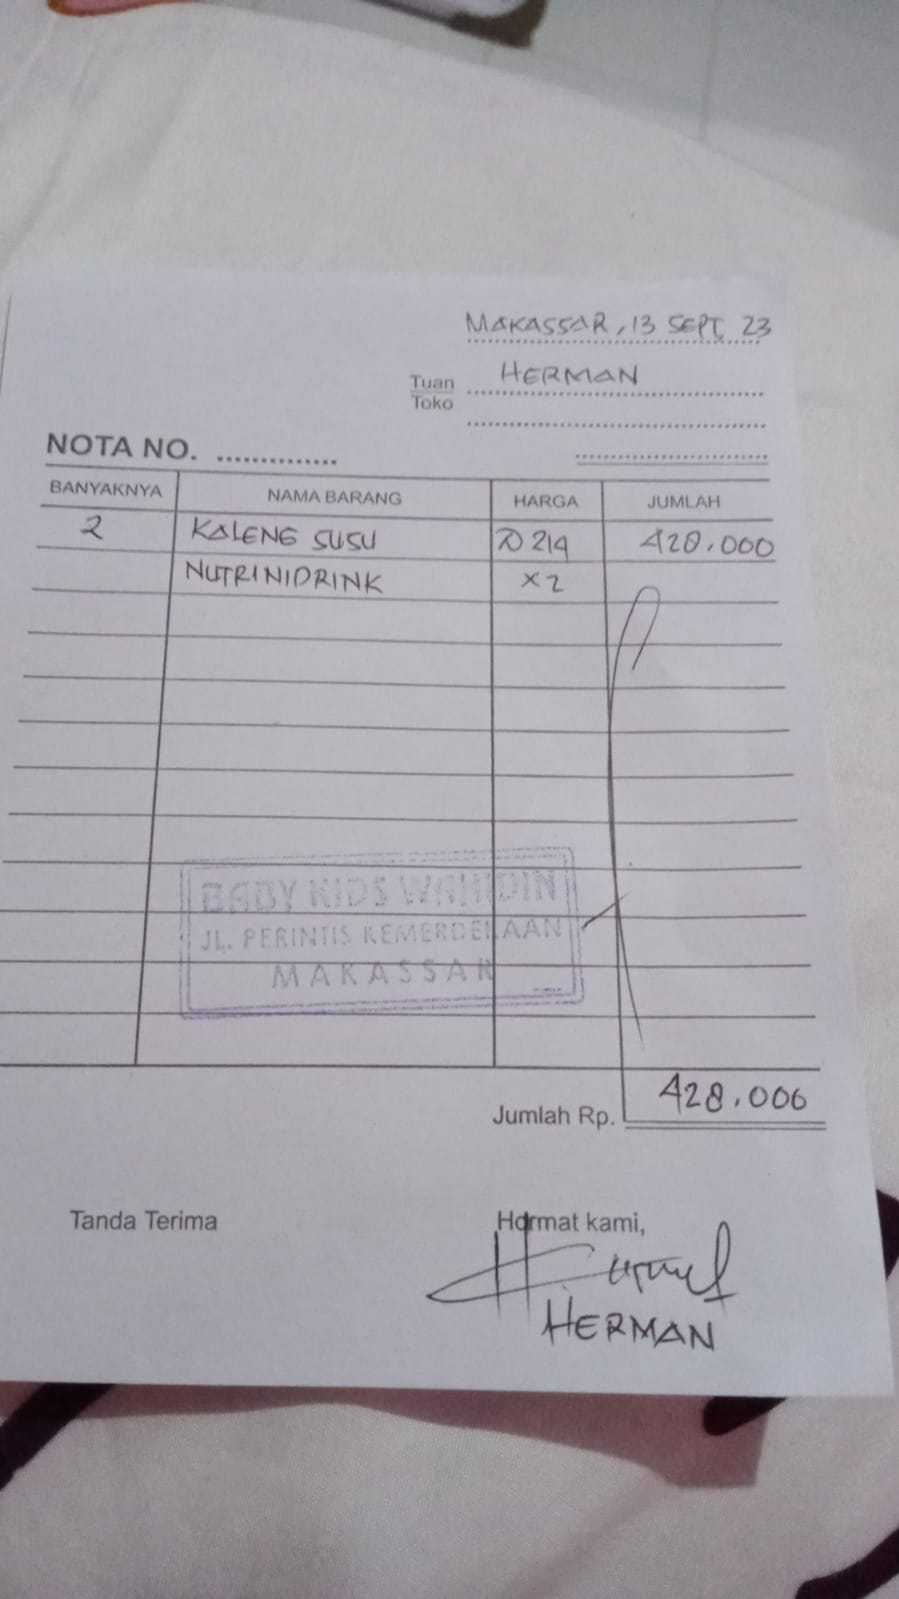 MAKASSAR, 13 SEPT, 23
Tuan HERMAN
Toko
NOTA NO. ..............
BANYAKNYA NAMA BARANG HARGA JUMLAH
2 KALENG SUSU @ 214 428.000
NUTRINIDRINK x2
BABY KIDS WAHIDIN
JL. PERINTIS KEMERDEKAAN
MAKASSAR
Jumlah Rp. 428.000
Tanda Terima Hormat kami,
HERMAN